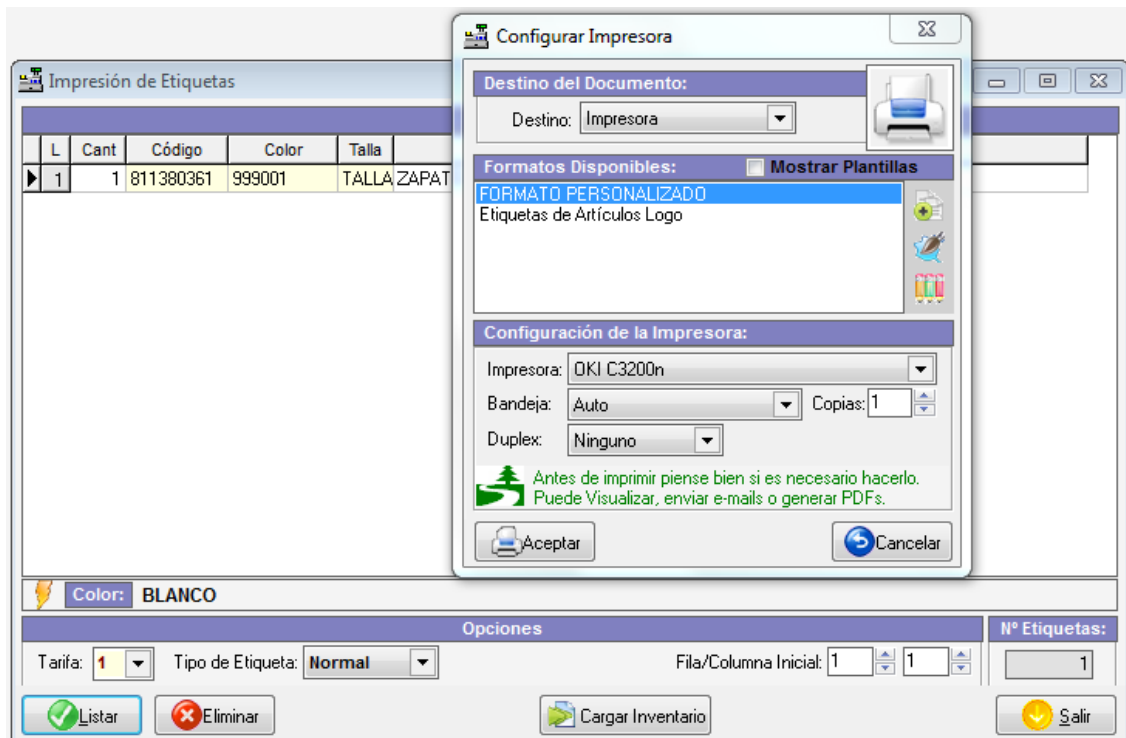 Configurar Impresora
Impresión de Etiquetas
Destino del Documento:
Destino: Impresora
L Cant Código Color Talla
1 1 811380361 999001 TALLA ZAPAT
Formatos Disponibles: Mostrar Plantillas
FORMATO PERSONALIZADO
Etiquetas de Artículos Logo
Configuración de la Impresora:
Impresora: OKI C3200n
Bandeja: Auto Copias: 1
Duplex: Ninguno
Antes de imprimir piense bien si es necesario hacerlo.
Puede Visualizar, enviar e-mails o generar PDFs.
Aceptar Cancelar
Color: BLANCO
Opciones Nº Etiquetas:
Tarifa: 1 Tipo de Etiqueta: Normal Fila/Columna Inicial: 1 1 1
Listar Eliminar Cargar Inventario Salir